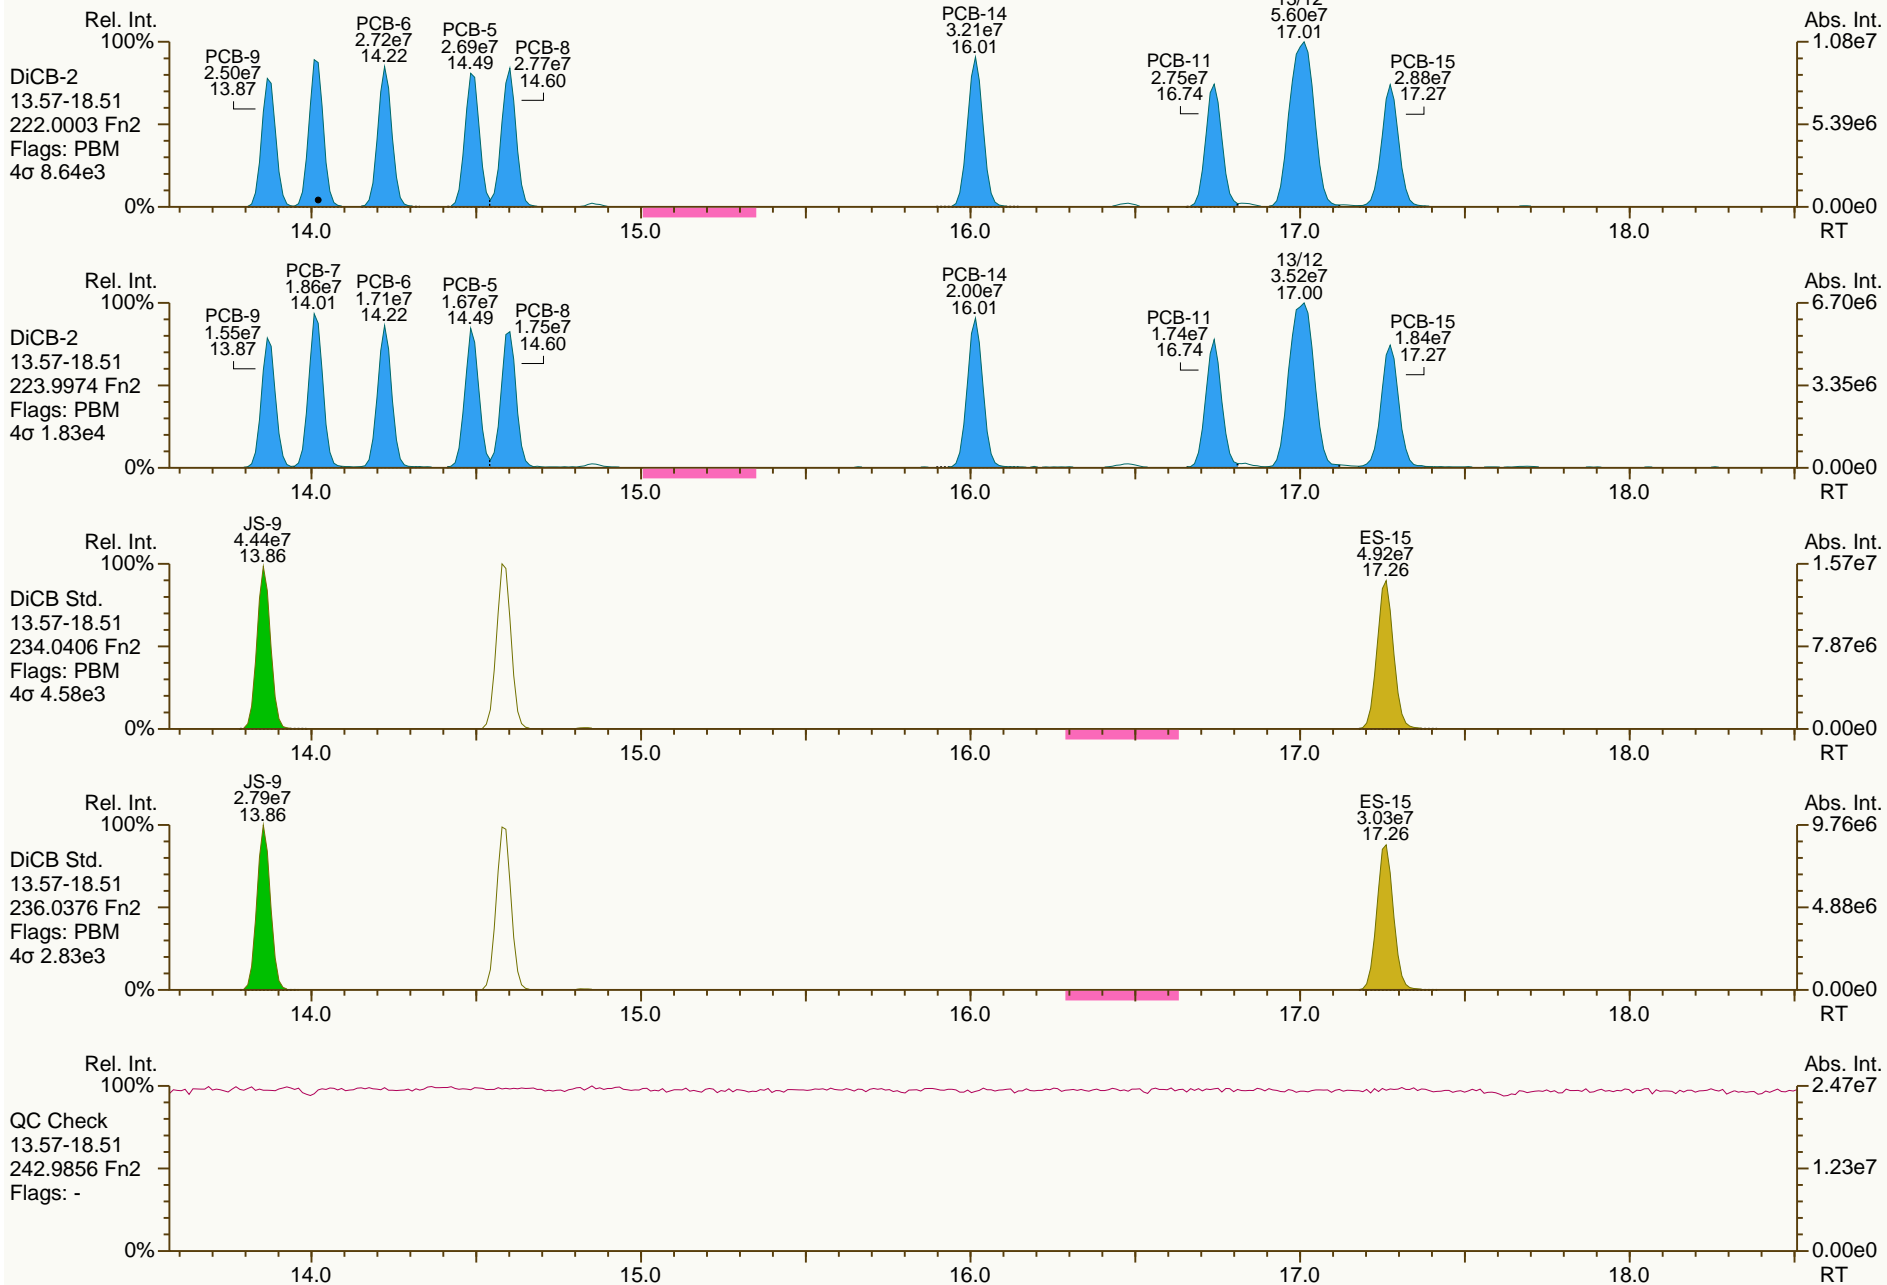 Rel. Int.
100%
0%
DiCB-2
13.57-18.51
222.0003 Fn2
Flags: PBM
4σ 8.64e3
PCB-9
2.50e7
13.87
PCB-6
2.72e7
14.22
PCB-5
2.69e7
14.49
PCB-8
2.77e7
14.60
PCB-14
3.21e7
16.01
PCB-11
2.75e7
16.74
13/12
5.60e7
17.01
PCB-15
2.88e7
17.27
Abs. Int.
1.08e7
5.39e6
0.00e0
14.0 15.0 16.0 17.0 18.0 RT
Rel. Int.
100%
0%
DiCB-2
13.57-18.51
223.9974 Fn2
Flags: PBM
4σ 1.83e4
PCB-9
1.55e7
13.87
PCB-7
1.86e7
14.01
PCB-6
1.71e7
14.22
PCB-5
1.67e7
14.49
PCB-8
1.75e7
14.60
PCB-14
2.00e7
16.01
PCB-11
1.74e7
16.74
13/12
3.52e7
17.00
PCB-15
1.84e7
17.27
Abs. Int.
6.70e6
3.35e6
0.00e0
14.0 15.0 16.0 17.0 18.0 RT
Rel. Int.
100%
0%
DiCB Std.
13.57-18.51
234.0406 Fn2
Flags: PBM
4σ 4.58e3
JS-9
4.44e7
13.86
ES-15
4.92e7
17.26
Abs. Int.
1.57e7
7.87e6
0.00e0
14.0 15.0 16.0 17.0 18.0 RT
Rel. Int.
100%
0%
DiCB Std.
13.57-18.51
236.0376 Fn2
Flags: PBM
4σ 2.83e3
JS-9
2.79e7
13.86
ES-15
3.03e7
17.26
Abs. Int.
9.76e6
4.88e6
0.00e0
14.0 15.0 16.0 17.0 18.0 RT
Rel. Int.
100%
0%
QC Check
13.57-18.51
242.9856 Fn2
Flags: -
Abs. Int.
2.47e7
1.23e7
0.00e0
14.0 15.0 16.0 17.0 18.0 RT